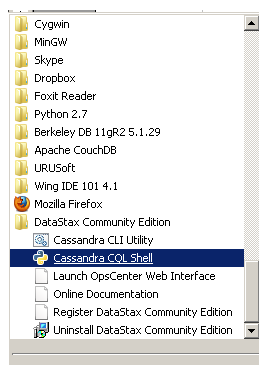 Cygwin
MinGW
Skype
Dropbox
Foxit Reader
Python 2.7
Berkeley DB 11gR2 5.1.29
Apache CouchDB
URUSoft
Wing IDE 101 4.1
Mozilla Firefox
DataStax Community Edition
Cassandra CLI Utility
Cassandra CQL Shell
Launch OpsCenter Web Interface
Online Documentation
Register DataStax Community Edition
Uninstall DataStax Community Edition